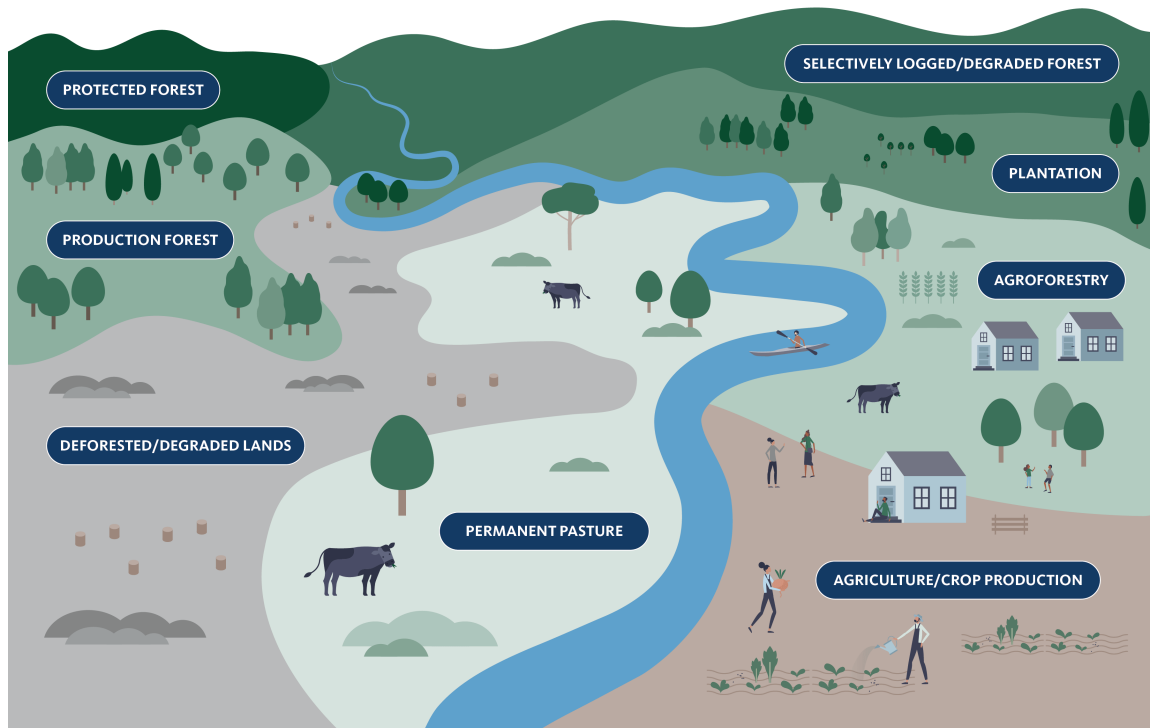 PROTECTED FOREST
SELECTIVELY LOGGED/DEGRADED FOREST
PLANTATION
PRODUCTION FOREST
AGROFORESTRY
DEFORESTED/DEGRADED LANDS
PERMANENT PASTURE
AGRICULTURE/CROP PRODUCTION